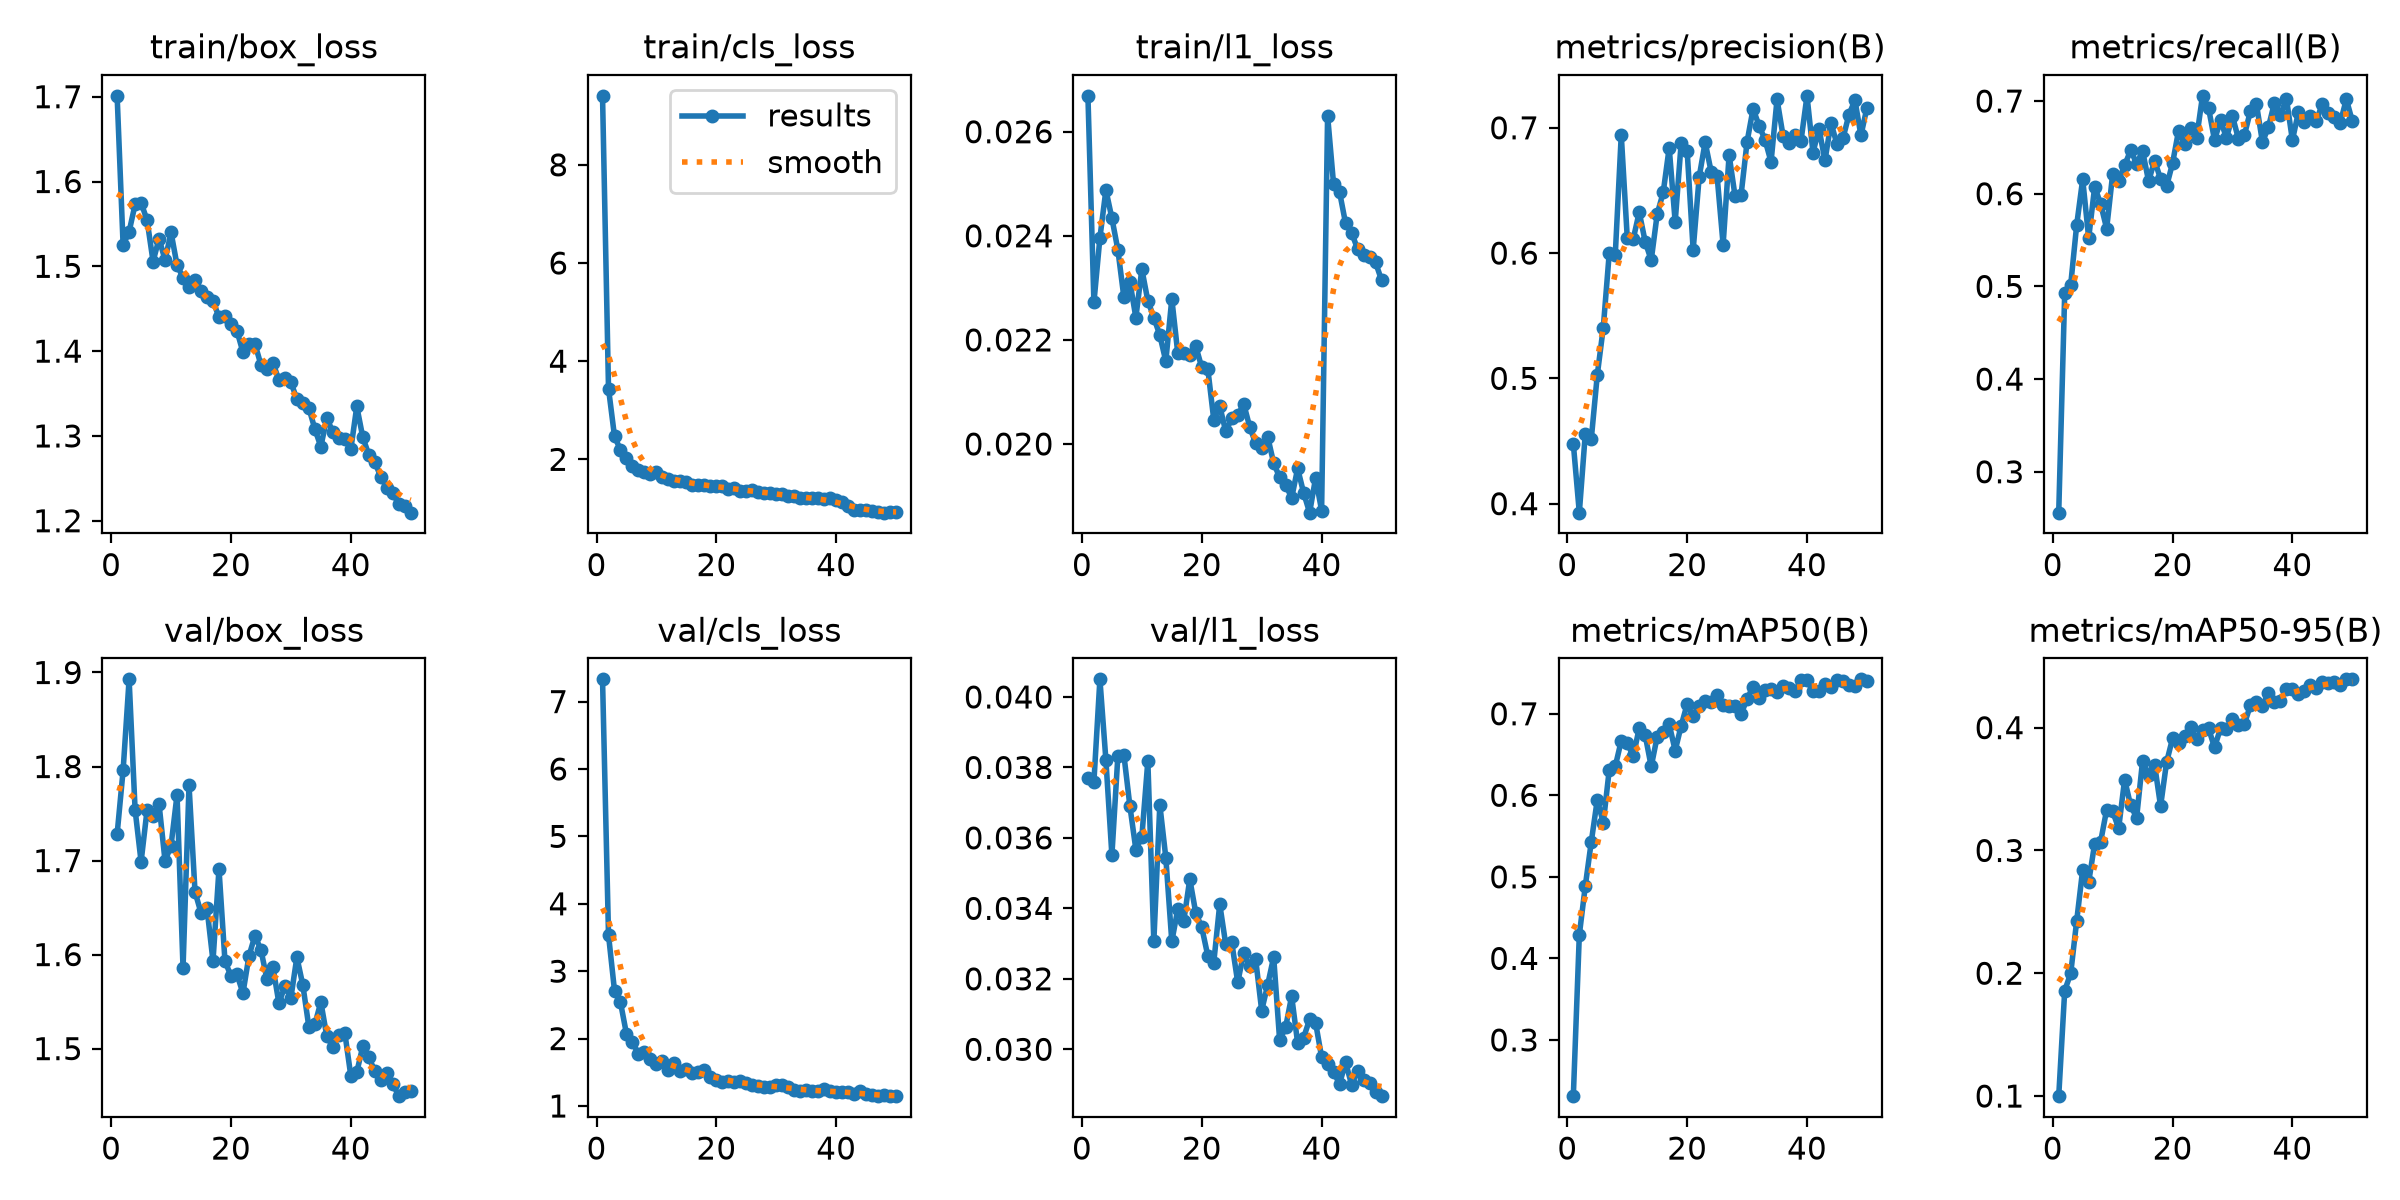 train/box_loss
1.7
1.6
1.5
1.4
1.3
1.2
0 20 40
train/cls_loss
results
smooth
8
6
4
2
0 20 40
train/l1_loss
0.026
0.024
0.022
0.020
0 20 40
metrics/precision(B)
0.7
0.6
0.5
0.4
0 20 40
metrics/recall(B)
0.7
0.6
0.5
0.4
0.3
0 20 40
val/box_loss
1.9
1.8
1.7
1.6
1.5
0 20 40
val/cls_loss
7
6
5
4
3
2
1
0 20 40
val/l1_loss
0.040
0.038
0.036
0.034
0.032
0.030
0 20 40
metrics/mAP50(B)
0.7
0.6
0.5
0.4
0.3
0 20 40
metrics/mAP50-95(B)
0.4
0.3
0.2
0.1
0 20 40